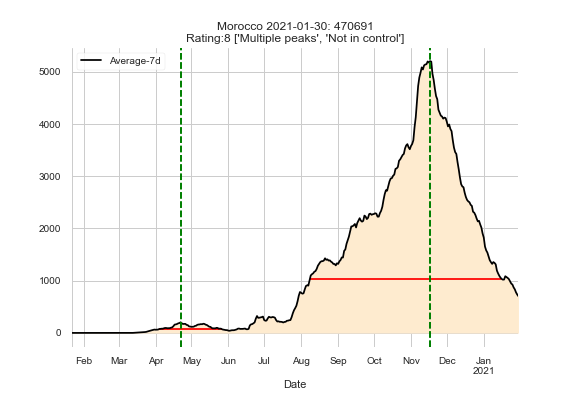 Morocco 2021-01-30: 470691
Rating:8 ['Multiple peaks', 'Not in control']
Average-7d
5000
4000
3000
2000
1000
0
Feb Mar Apr May Jun Jul Aug Sep Oct Nov Dec Jan
2021
Date